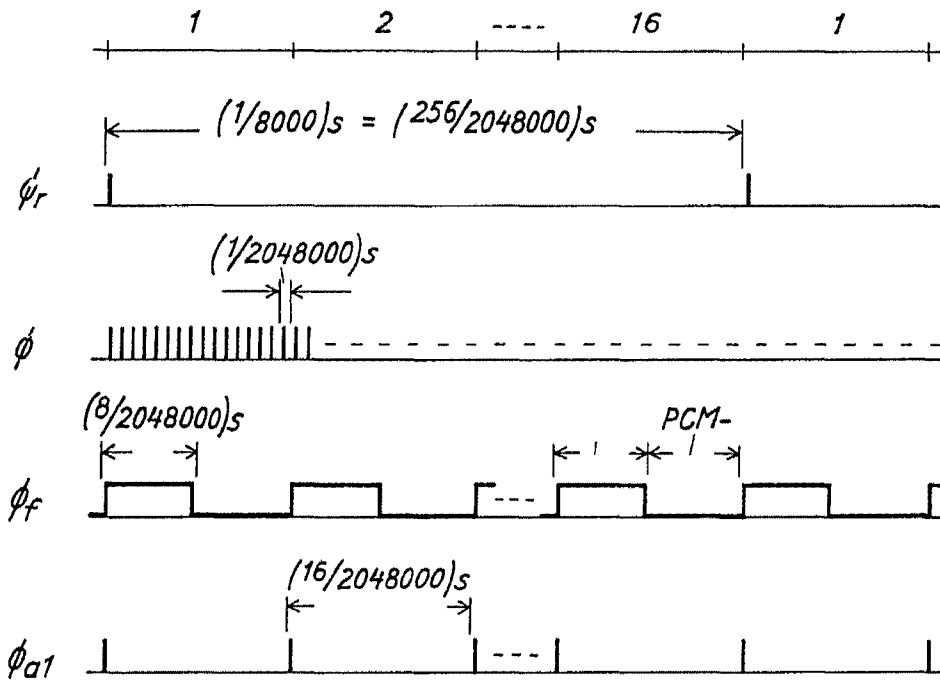 1 2 ---- 16 1
(1/8000)s = (256/2048000)s
ϕ'r
(1/2048000)s
ϕ'
(8/2048000)s PCM-
ϕf
(16/2048000)s
ϕa1